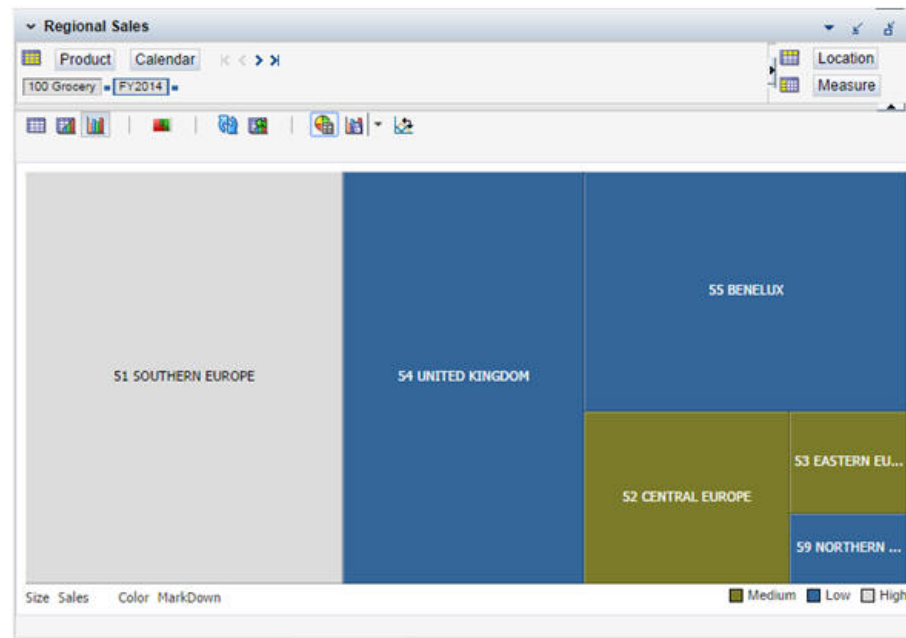 Regional Sales
Product Calendar
Location
100 Grocery FY2014
Measure
55 BENELUX
51 SOUTHERN EUROPE 54 UNITED KINGDOM
53 EASTERN EU...
52 CENTRAL EUROPE
59 NORTHERN ...
Size Sales Color MarkDown Medium Low High